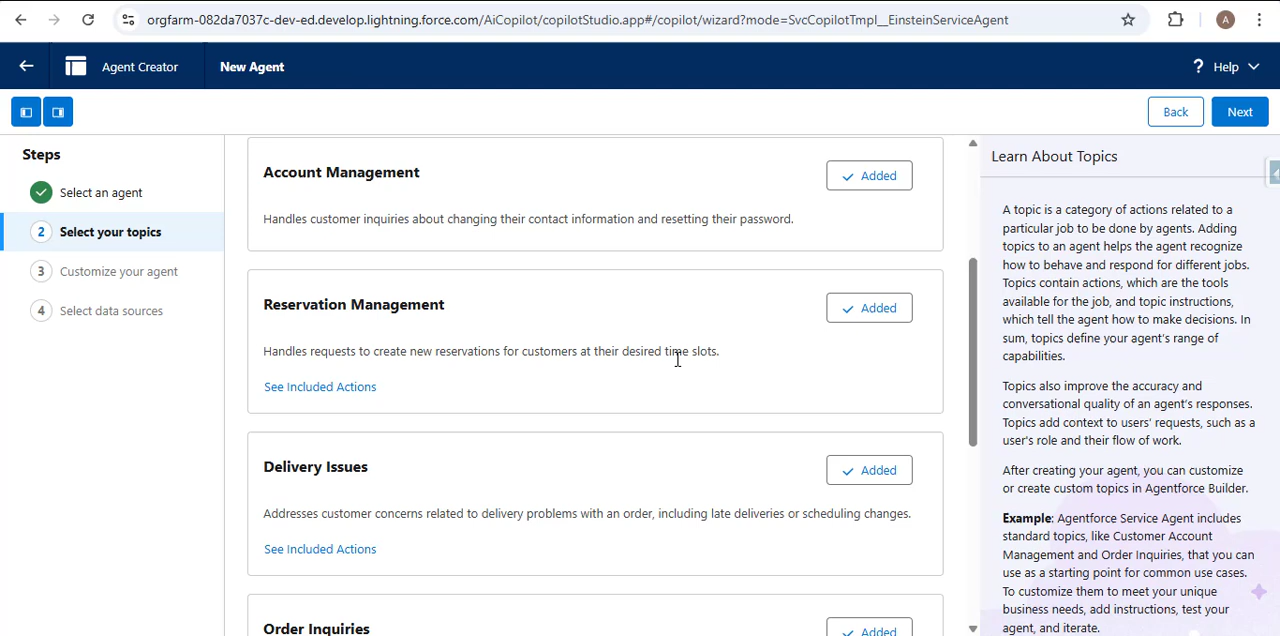 orgfarm-082da7037c-dev-ed.develop.lightning.force.com/AiCopilot/copilotStudio.app#/copilot/wizard?mode=SvcCopilotTmpl__EinsteinServiceAgent
A
Agent Creator
New Agent
? Help
Back
Next
Steps
Select an agent
2 Select your topics
3 Customize your agent
4 Select data sources
Account Management
Added
Handles customer inquiries about changing their contact information and resetting their password.
Reservation Management
Added
Handles requests to create new reservations for customers at their desired time slots.
See Included Actions
Delivery Issues
Added
Addresses customer concerns related to delivery problems with an order, including late deliveries or scheduling changes.
See Included Actions
Order Inquiries
Added
Learn About Topics
A topic is a category of actions related to a
particular job to be done by agents. Adding
topics to an agent helps the agent recognize
how to behave and respond for different jobs.
Topics contain actions, which are the tools
available for the job, and topic instructions,
which tell the agent how to make decisions. In
sum, topics define your agent's range of
capabilities.
Topics also improve the accuracy and
conversational quality of an agent's responses.
Topics add context to users' requests, such as a
user's role and their flow of work.
After creating your agent, you can customize
or create custom topics in Agentforce Builder.
Example: Agentforce Service Agent includes
standard topics, like Customer Account
Management and Order Inquiries, that you can
use as a starting point for common use cases.
To customize them to meet your unique
business needs, add instructions, test your
agent, and iterate.